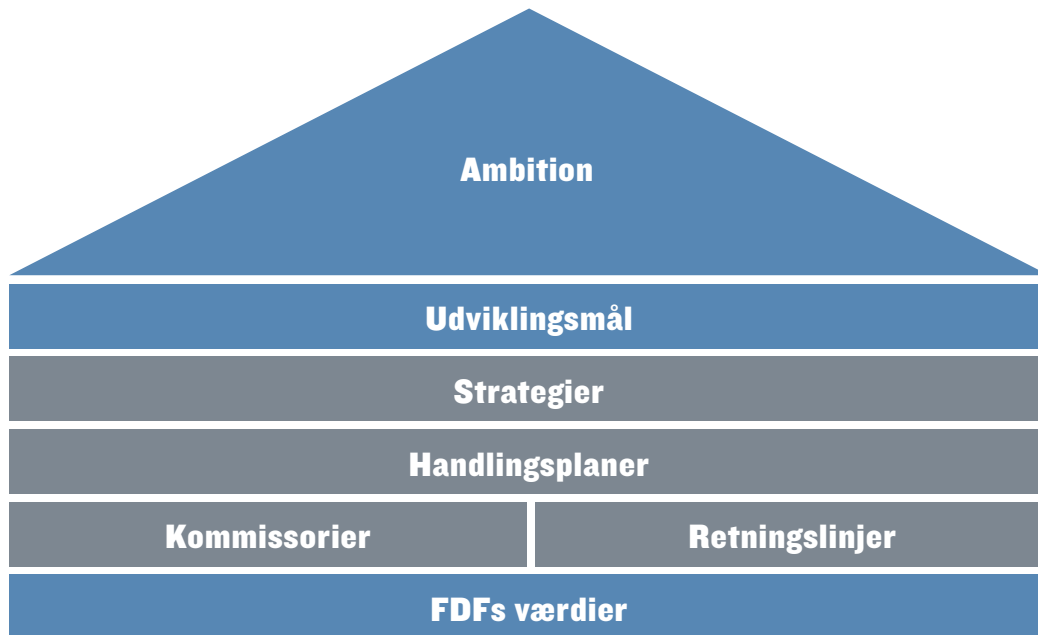 Ambition
Udviklingsmål
Strategier
Handlingsplaner
Kommissorier
Retningslinjer
FDFs værdier